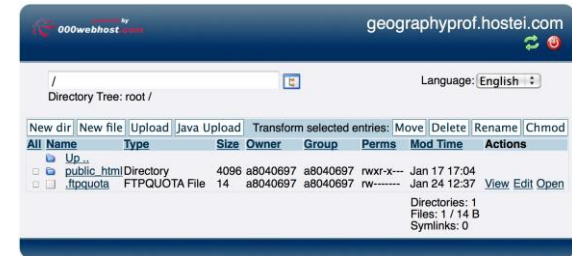 by
000webhost.com
geographyprof.hostei.com
/
Language: English
Directory Tree: root /
New dir New file Upload Java Upload Transform selected entries: Move Delete Rename Chmod
All Name Type Size Owner Group Perms Mod Time Actions
Up ..
public_html Directory 4096 a8040697 a8040697 rwxr-x--- Jan 17 17:04
.ftpquota FTPQUOTA File 14 a8040697 a8040697 rw------- Jan 24 12:37 View Edit Open
Directories: 1
Files: 1 / 14 B
Symlinks: 0